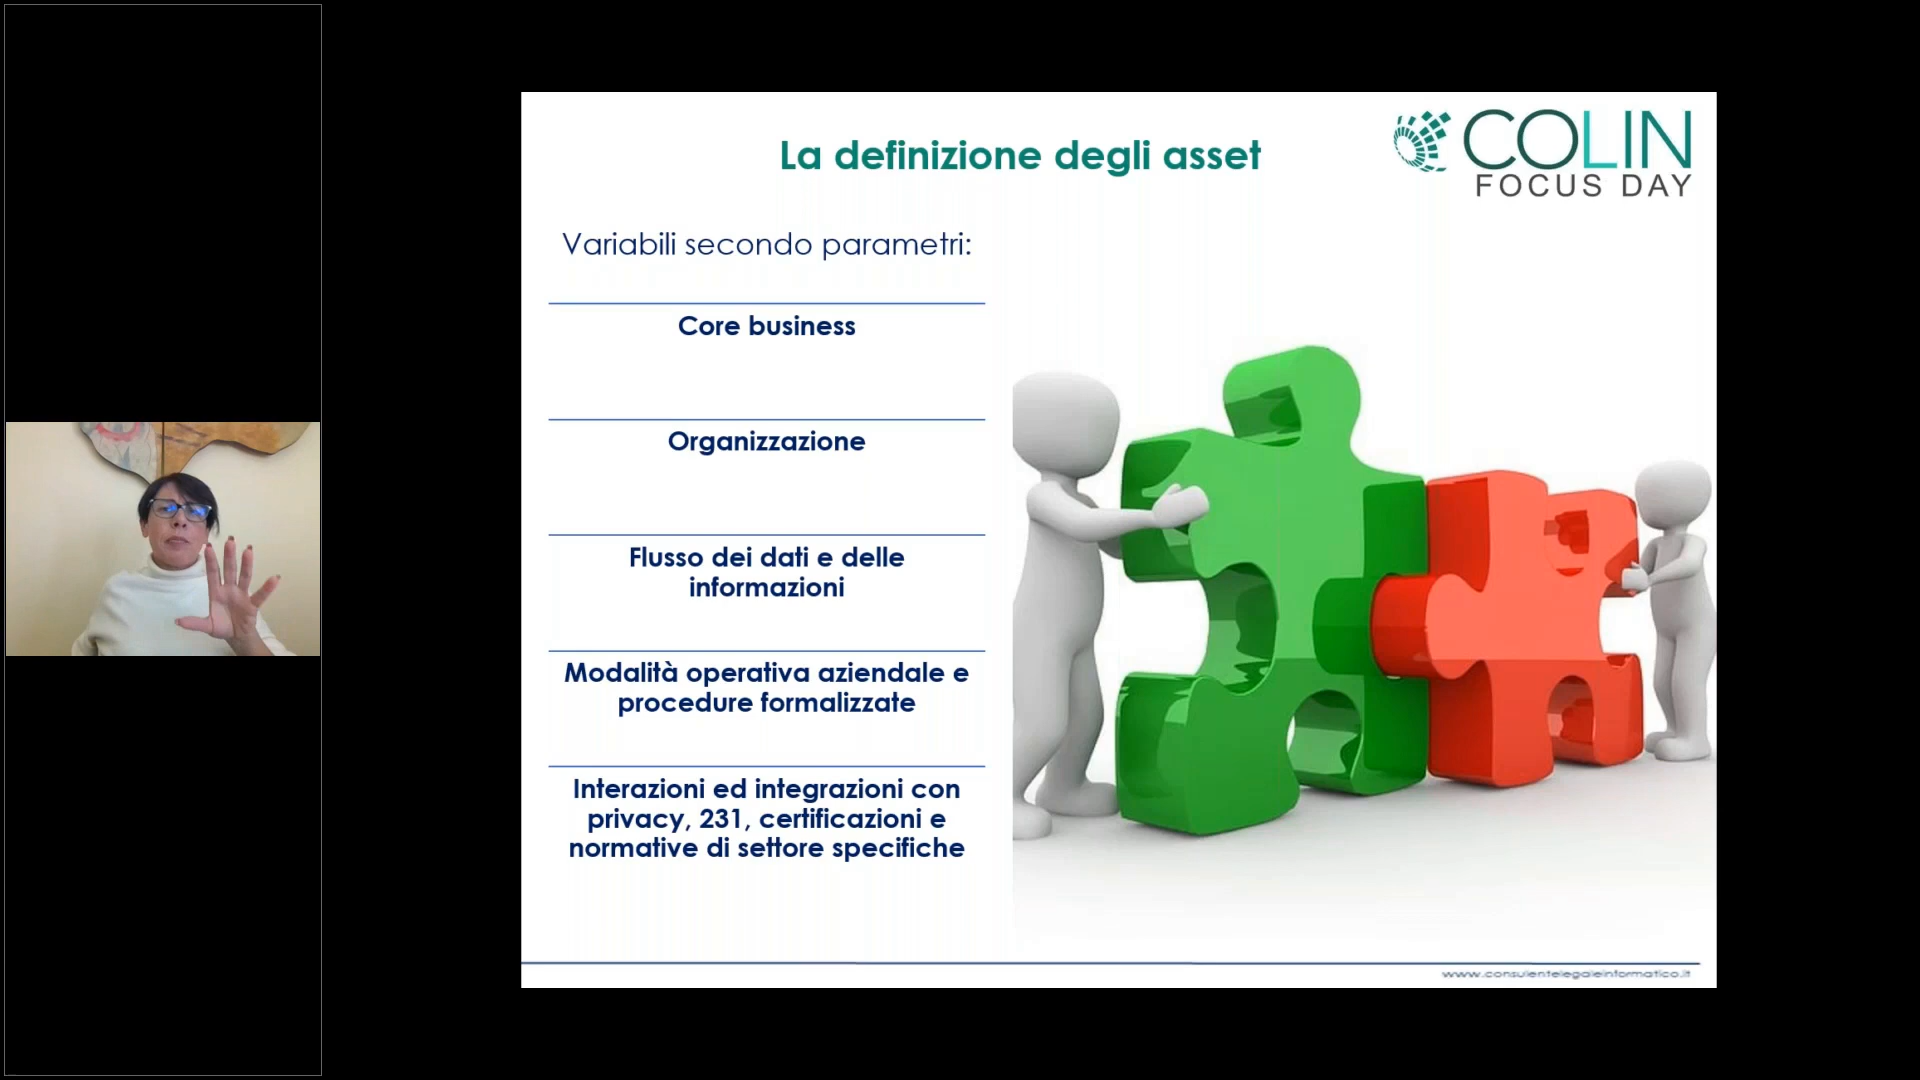 La definizione degli asset
COLIN
FOCUS DAY
Variabili secondo parametri:
Core business
Organizzazione
Flusso dei dati e delle
informazioni
Modalità operativa aziendale e
procedure formalizzate
Interazioni ed integrazioni con
privacy, 231, certificazioni e
normative di settore specifiche
www.consulentelegaleinformatico.it